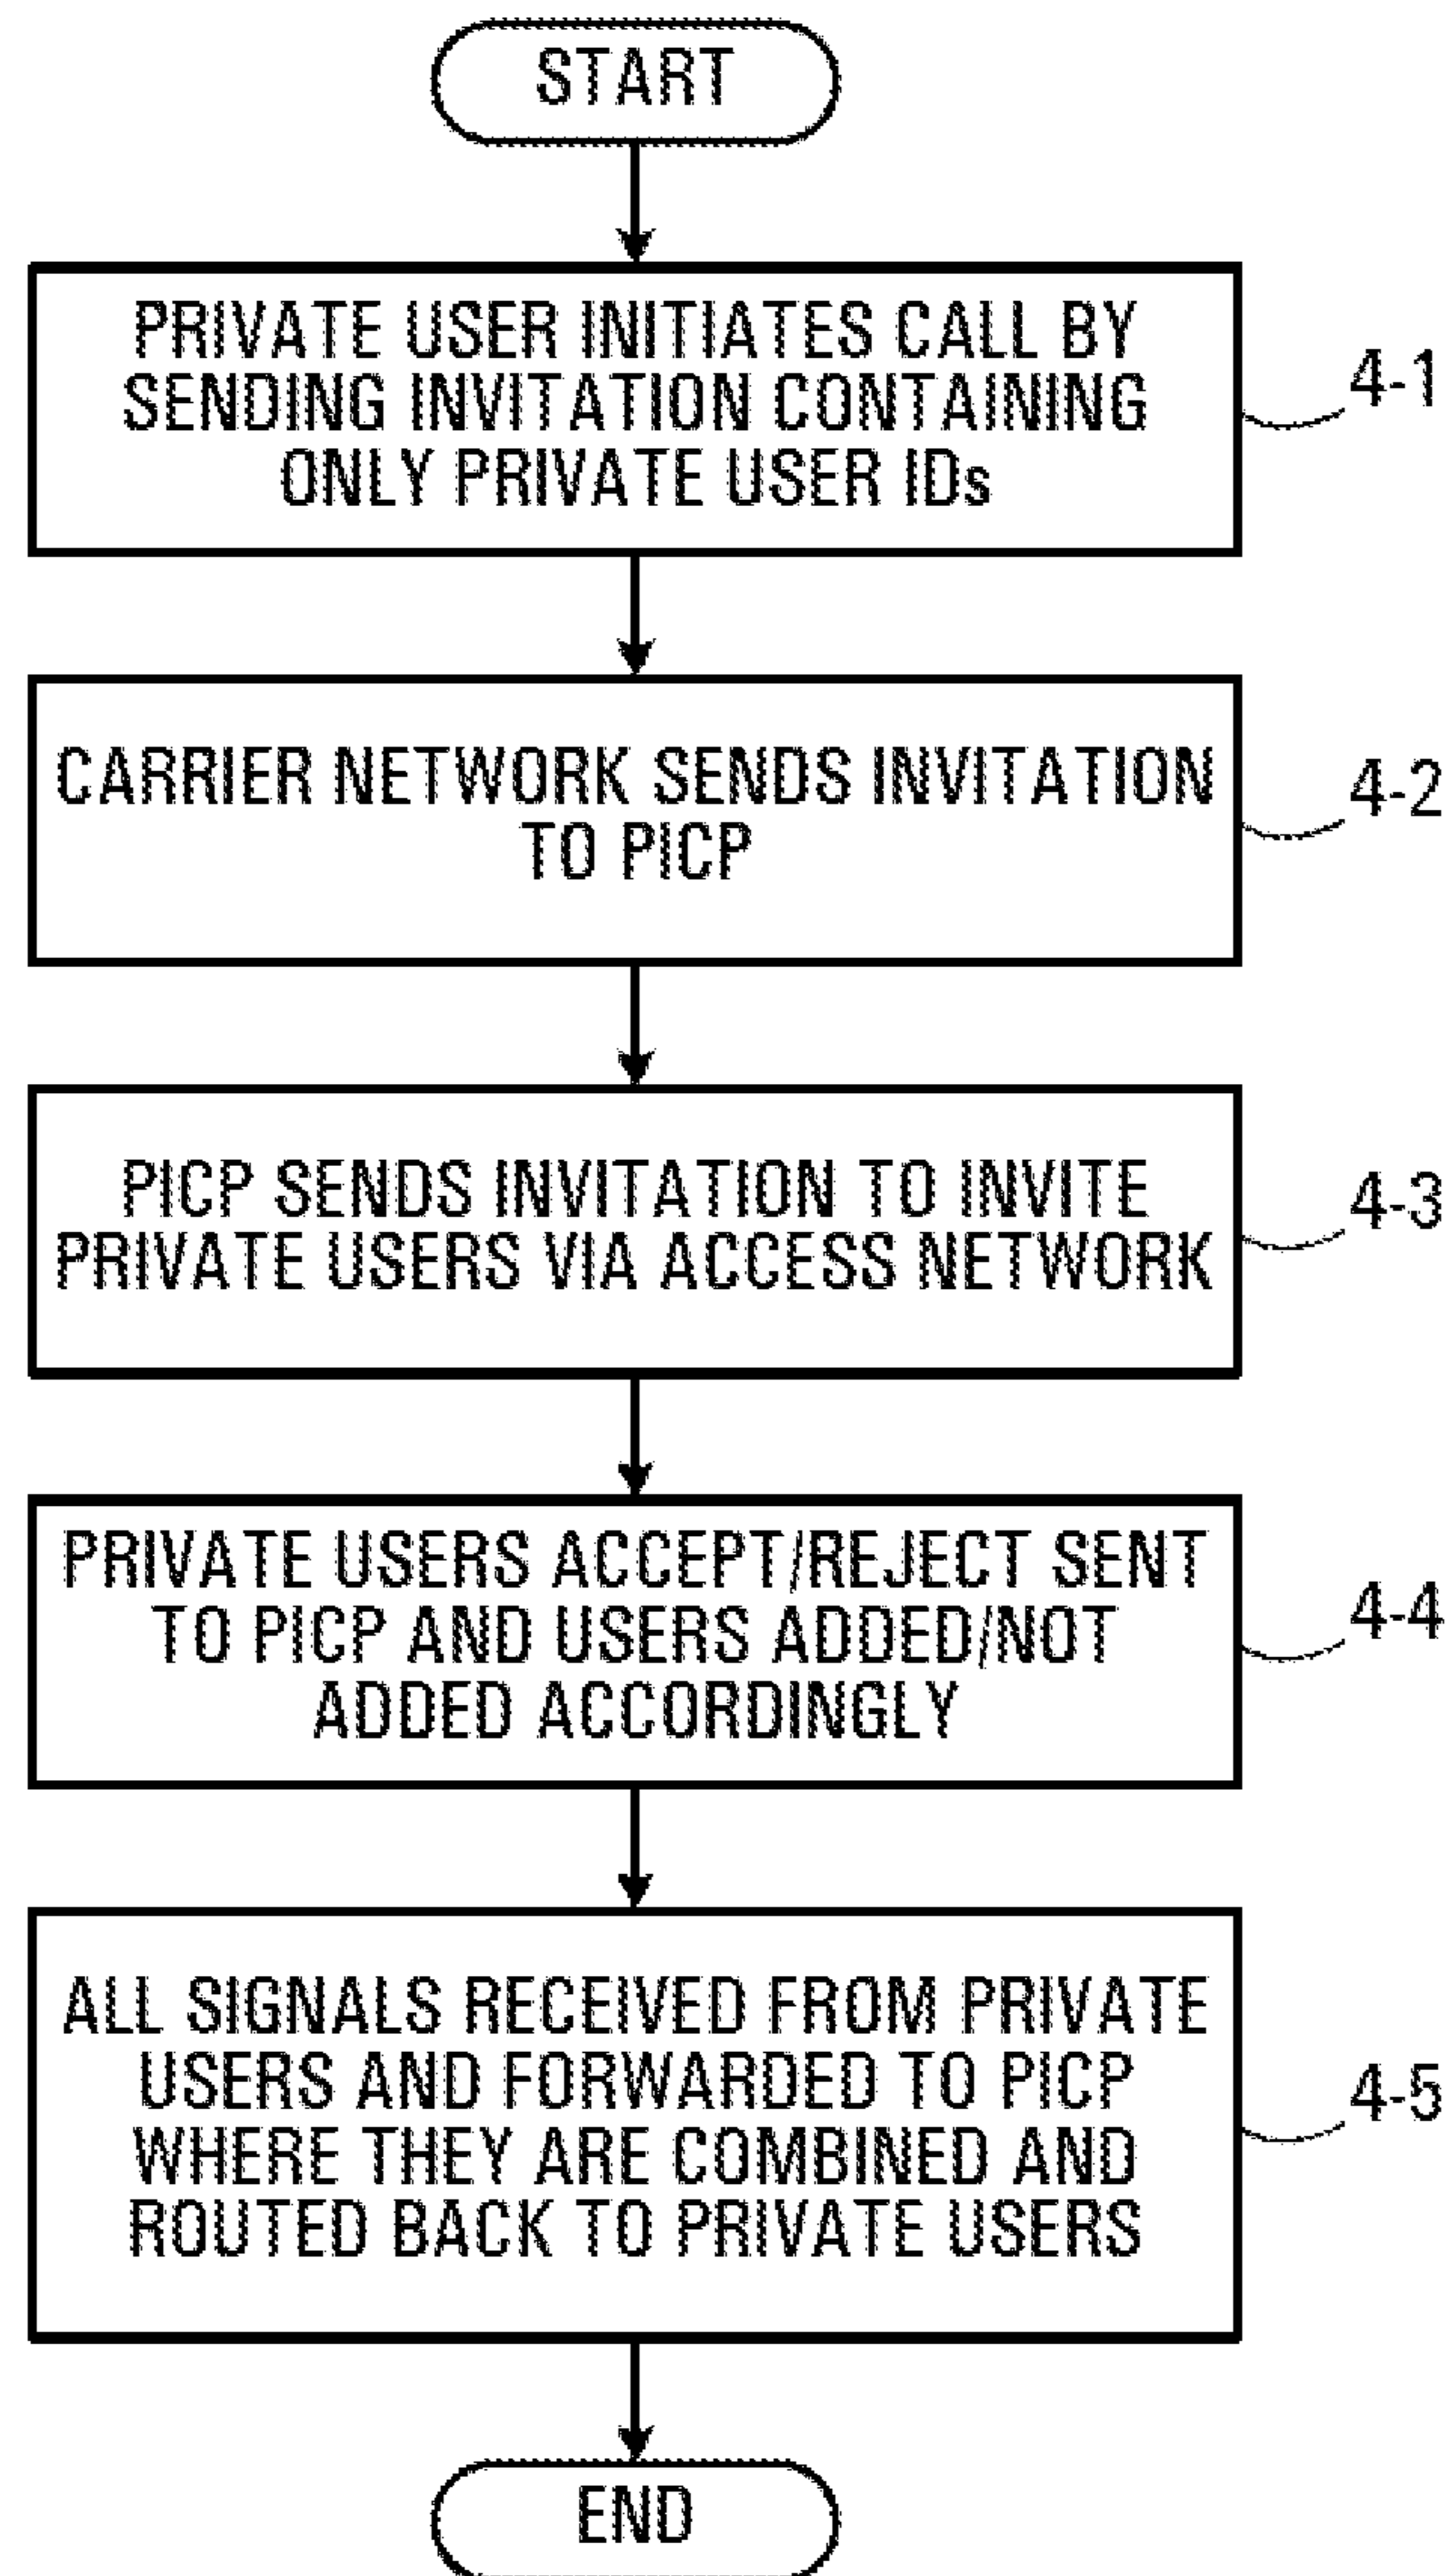 START
PRIVATE USER INITIATES CALL BY
SENDING INVITATION CONTAINING
ONLY PRIVATE USER IDs
4-1
CARRIER NETWORK SENDS INVITATION
TO PICP
4-2
PICP SENDS INVITATION TO INVITE
PRIVATE USERS VIA ACCESS NETWORK
4-3
PRIVATE USERS ACCEPT/REJECT SENT
TO PICP AND USERS ADDED/NOT
ADDED ACCORDINGLY
4-4
ALL SIGNALS RECEIVED FROM PRIVATE
USERS AND FORWARDED TO PICP
WHERE THEY ARE COMBINED AND
ROUTED BACK TO PRIVATE USERS
4-5
END